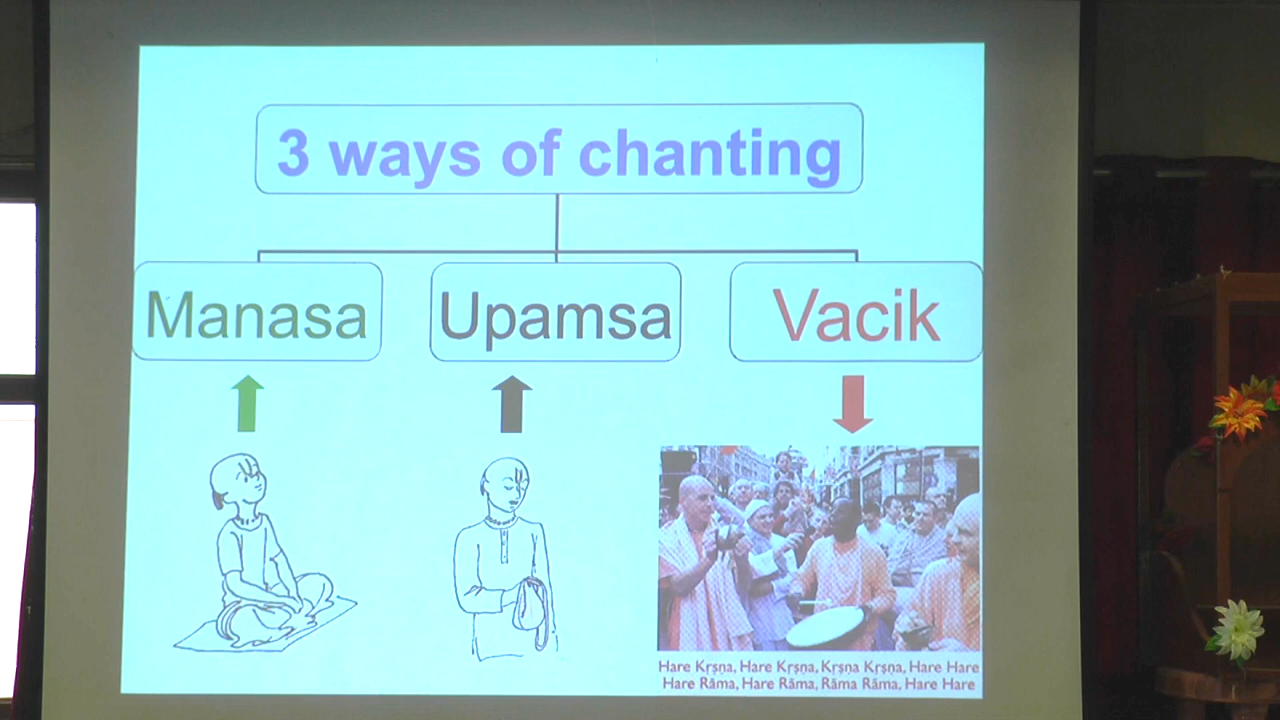 3 ways of chanting
Manasa
Upamsa
Vacik
Hare Kṛṣṇa, Hare Kṛṣṇa, Kṛṣṇa Kṛṣṇa, Hare Hare
Hare Rāma, Hare Rāma, Rāma Rāma, Hare Hare